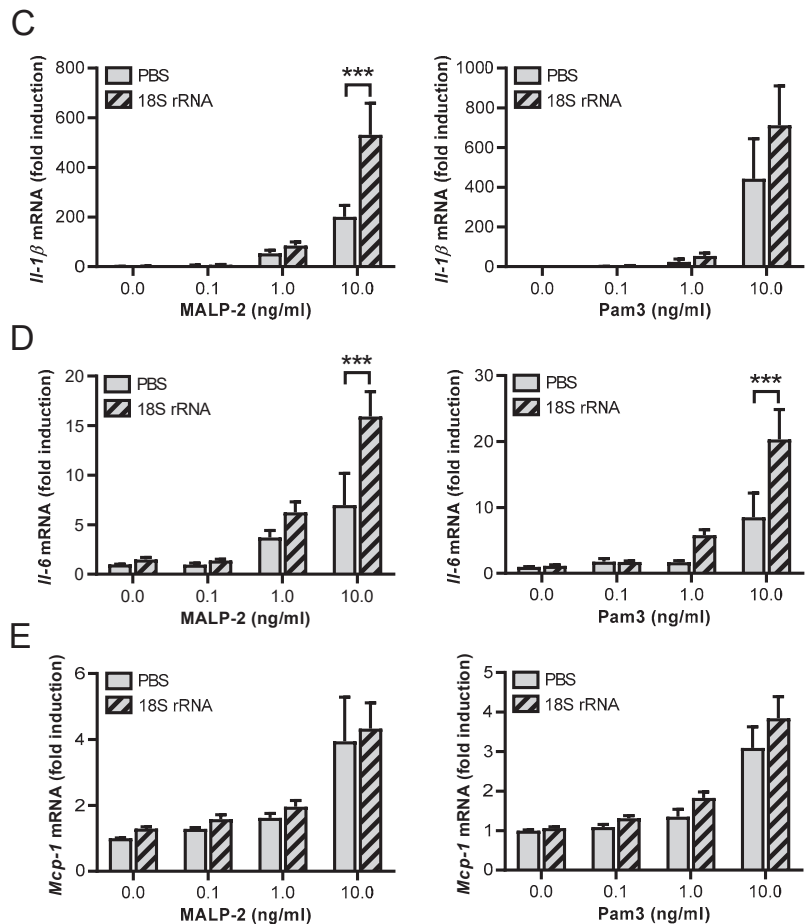 C
Il-1β mRNA (fold induction)
800
600
400
200
0
PBS
18S rRNA
***
0.0 0.1 1.0 10.0
MALP-2 (ng/ml)
Il-1β mRNA (fold induction)
1000
800
600
400
200
0
PBS
18S rRNA
0.0 0.1 1.0 10.0
Pam3 (ng/ml)
D
Il-6 mRNA (fold induction)
20
15
10
5
0
PBS
18S rRNA
***
0.0 0.1 1.0 10.0
MALP-2 (ng/ml)
Il-6 mRNA (fold induction)
30
20
10
0
PBS
18S rRNA
***
0.0 0.1 1.0 10.0
Pam3 (ng/ml)
E
Mcp-1 mRNA (fold induction)
6
4
2
0
PBS
18S rRNA
0.0 0.1 1.0 10.0
MALP-2 (ng/ml)
Mcp-1 mRNA (fold induction)
5
4
3
2
1
0
PBS
18S rRNA
0.0 0.1 1.0 10.0
Pam3 (ng/ml)